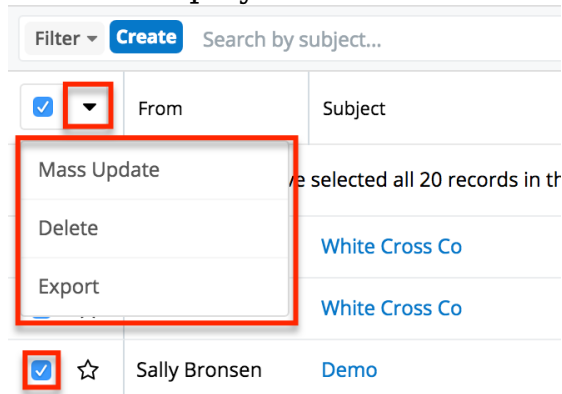 Filter Create Search by subject...
From Subject
Mass Update
selected all 20 records in
Delete
White Cross Co
Export
White Cross Co
Sally Bronsen Demo